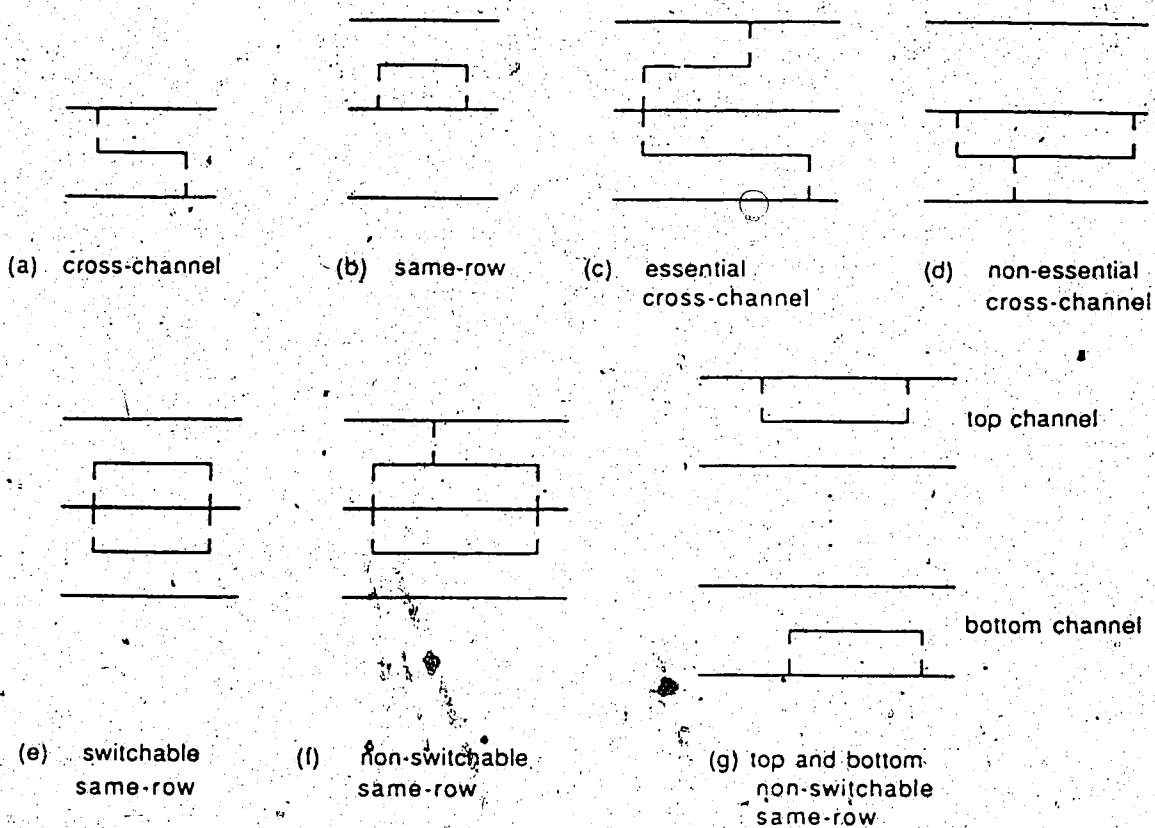 (a) cross-channel
(b) same-row
(c) essential
cross-channel
(d) non-essential
cross-channel
top channel
bottom channel
(e) switchable
same-row
(f) non-switchable
same-row
(g) top and bottom
non-switchable
same-row